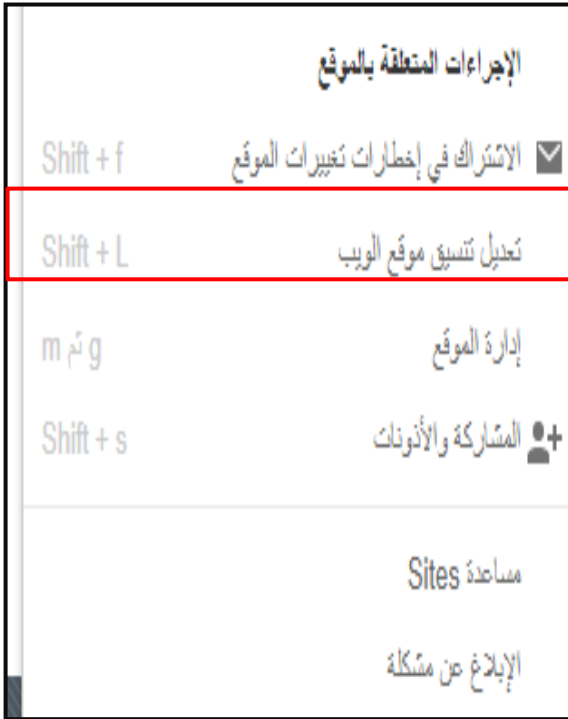 الإجراءات المتعلقة بالموقع
الاشتراك في إخطارات تغييرات الموقع Shift + f
تعديل تنسيق موقع الويب Shift + L
إدارة الموقع g ثم m
المشاركة والأذونات Shift + s
مساعدة Sites
الإبلاغ عن مشكلة